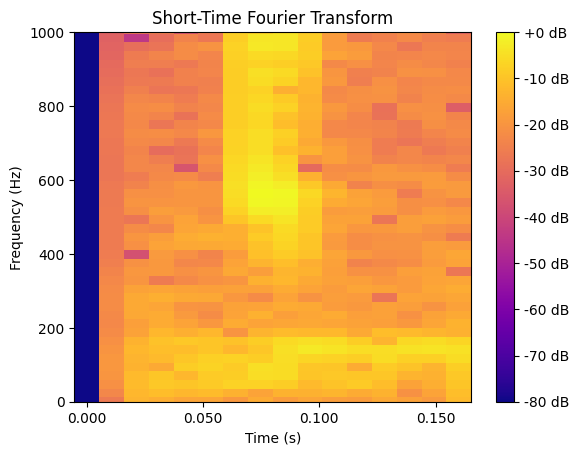 Short-Time Fourier Transform
1000
800
600
400
200
0
Frequency (Hz)
0.000
0.050
0.100
0.150
Time (s)
+0 dB
-10 dB
-20 dB
-30 dB
-40 dB
-50 dB
-60 dB
-70 dB
-80 dB